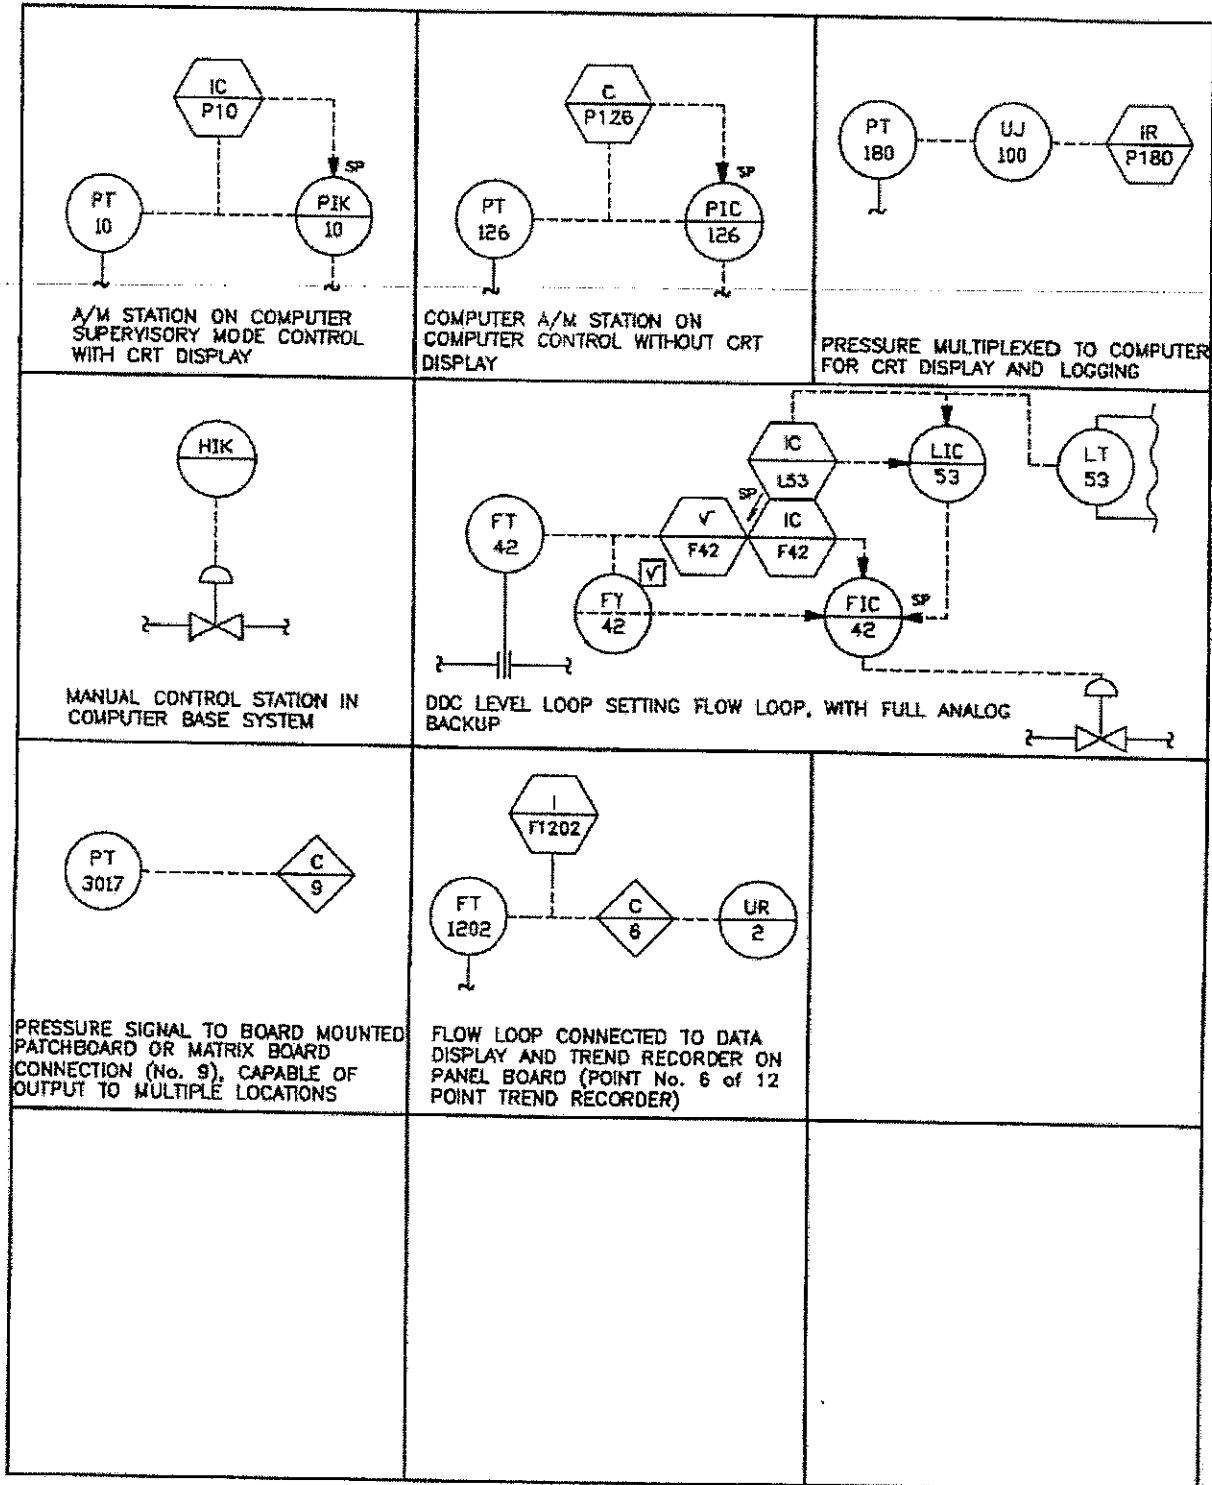 IC
P10
SP
PT
10
PIK
10
A/M STATION ON COMPUTER
SUPERVISORY MODE CONTROL
WITH CRT DISPLAY
C
P126
SP
PT
126
PIC
126
COMPUTER A/M STATION ON
COMPUTER CONTROL WITHOUT CRT
DISPLAY
PT
180
UJ
100
IR
P180
PRESSURE MULTIPLEXED TO COMPUTER
FOR CRT DISPLAY AND LOGGING
HIK
MANUAL CONTROL STATION IN
COMPUTER BASE SYSTEM
IC
L53
LIC
53
LT
53
SP
FT
42
√
F42
IC
F42
√
FY
42
FIC
42
SP
DDC LEVEL LOOP SETTING FLOW LOOP, WITH FULL ANALOG
BACKUP
PT
3017
C
9
PRESSURE SIGNAL TO BOARD MOUNTED
PATCHBOARD OR MATRIX BOARD
CONNECTION (No. 9), CAPABLE OF
OUTPUT TO MULTIPLE LOCATIONS
I
F1202
FT
1202
C
6
UR
2
FLOW LOOP CONNECTED TO DATA
DISPLAY AND TREND RECORDER ON
PANEL BOARD (POINT No. 6 of 12
POINT TREND RECORDER)